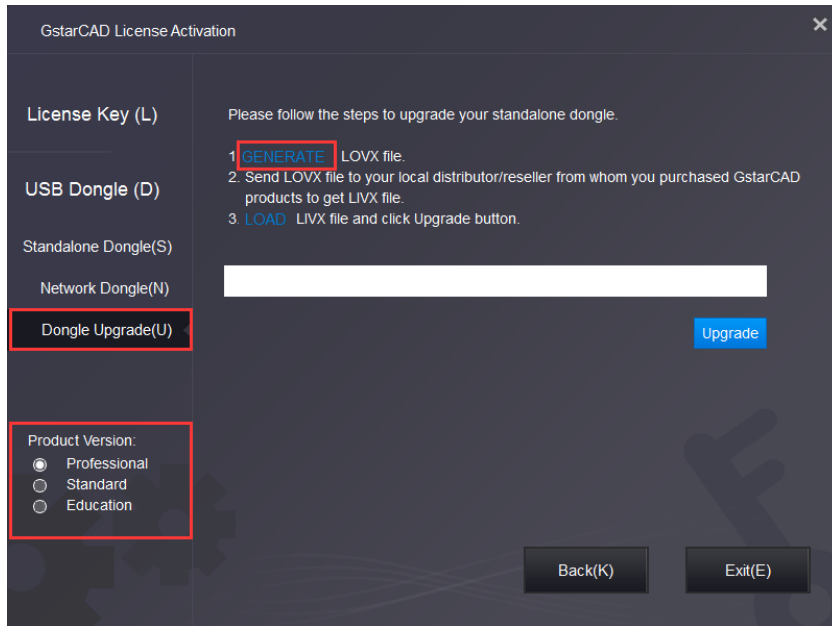 GstarCAD License Activation
×
License Key (L)
USB Dongle (D)
Standalone Dongle(S)
Network Dongle(N)
Dongle Upgrade(U)
Product Version:
Professional
Standard
Education
Please follow the steps to upgrade your standalone dongle.
1 GENERATE LOVX file.
2. Send LOVX file to your local distributor/reseller from whom you purchased GstarCAD
products to get LIVX file.
3. LOAD LIVX file and click Upgrade button.
Upgrade
Back(K)
Exit(E)